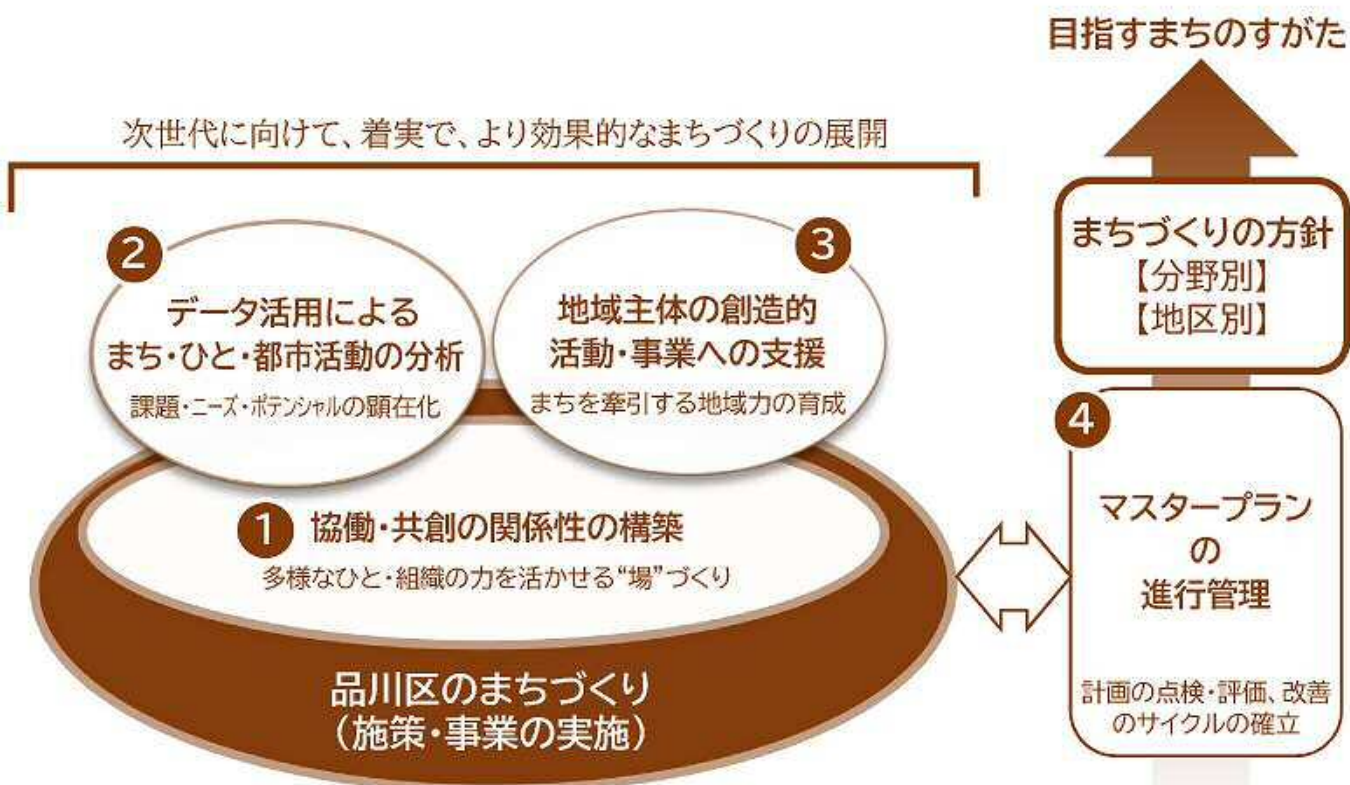 目指すまちのすがた
次世代に向けて、着実で、より効果的なまちづくりの展開
まちづくりの方針
【分野別】
【地区別】
2
データ活用による
まち・ひと・都市活動の分析
課題・ニーズ・ポテンシャルの顕在化
3
地域主体の創造的
活動・事業への支援
まちを牽引する地域力の育成
1 協働・共創の関係性の構築
多様なひと・組織の力を活かせる“場”づくり
品川区のまちづくり
(施策・事業の実施)
4
マスタープラン
の
進行管理
計画の点検・評価、改善
のサイクルの確立